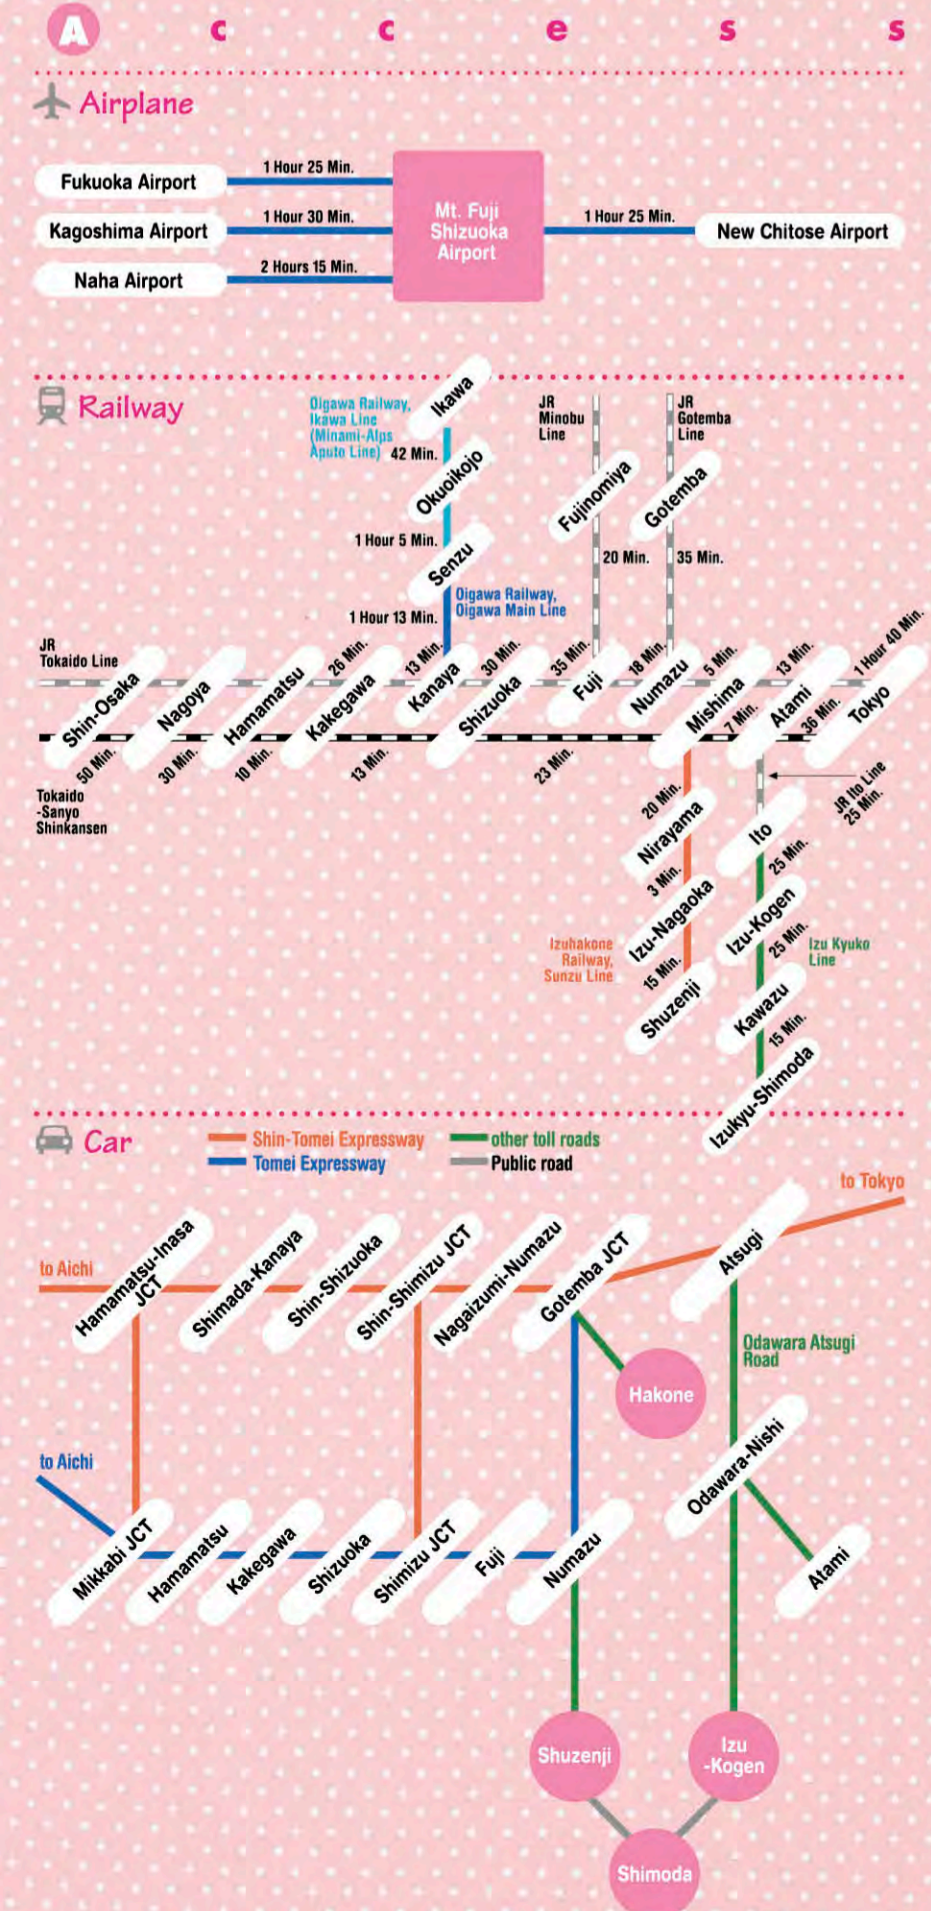 A c c e s s
Airplane
Fukuoka Airport
1 Hour 25 Min.
Kagoshima Airport
1 Hour 30 Min.
Naha Airport
2 Hours 15 Min.
Mt. Fuji
Shizuoka
Airport
1 Hour 25 Min.
New Chitose Airport
Railway
Oigawa Railway,
Ikawa Line
(Minami-Alps
Aputo Line)
Ikawa
42 Min.
Okuoikojo
1 Hour 5 Min.
Senzu
1 Hour 13 Min.
Oigawa Railway,
Oigawa Main Line
JR
Minobu
Line
Fujinomiya
20 Min.
JR
Gotemba
Line
Gotemba
35 Min.
JR
Tokaido Line
26 Min.
13 Min.
30 Min.
35 Min.
18 Min.
5 Min.
13 Min.
1 Hour 40 Min.
Shin-Osaka
Nagoya
Hamamatsu
Kakegawa
Kanaya
Shizuoka
Fuji
Numazu
Mishima
Atami
Tokyo
50 Min.
30 Min.
10 Min.
13 Min.
23 Min.
7 Min.
36 Min.
Tokaido
-Sanyo
Shinkansen
20 Min.
Nirayama
3 Min.
Izu-Nagaoka
15 Min.
Shuzenji
Izuhakone
Railway,
Sunzu Line
JR Ito Line
25 Min.
Ito
25 Min.
Izu-Kogen
25 Min.
Kawazu
15 Min.
Izukyu-Shimoda
Izu Kyuko
Line
Car
Shin-Tomei Expressway
Tomei Expressway
other toll roads
Public road
to Tokyo
to Aichi
Hamamatsu-Inasa
JCT
Shimada-Kanaya
Shin-Shizuoka
Shin-Shimizu JCT
Nagaizumi-Numazu
Gotemba JCT
Atsugi
Odawara Atsugi
Road
Hakone
Odawara-Nishi
Atami
to Aichi
Mikkabi JCT
Hamamatsu
Kakegawa
Shizuoka
Shimizu JCT
Fuji
Numazu
Shuzenji
Izu
-Kogen
Shimoda